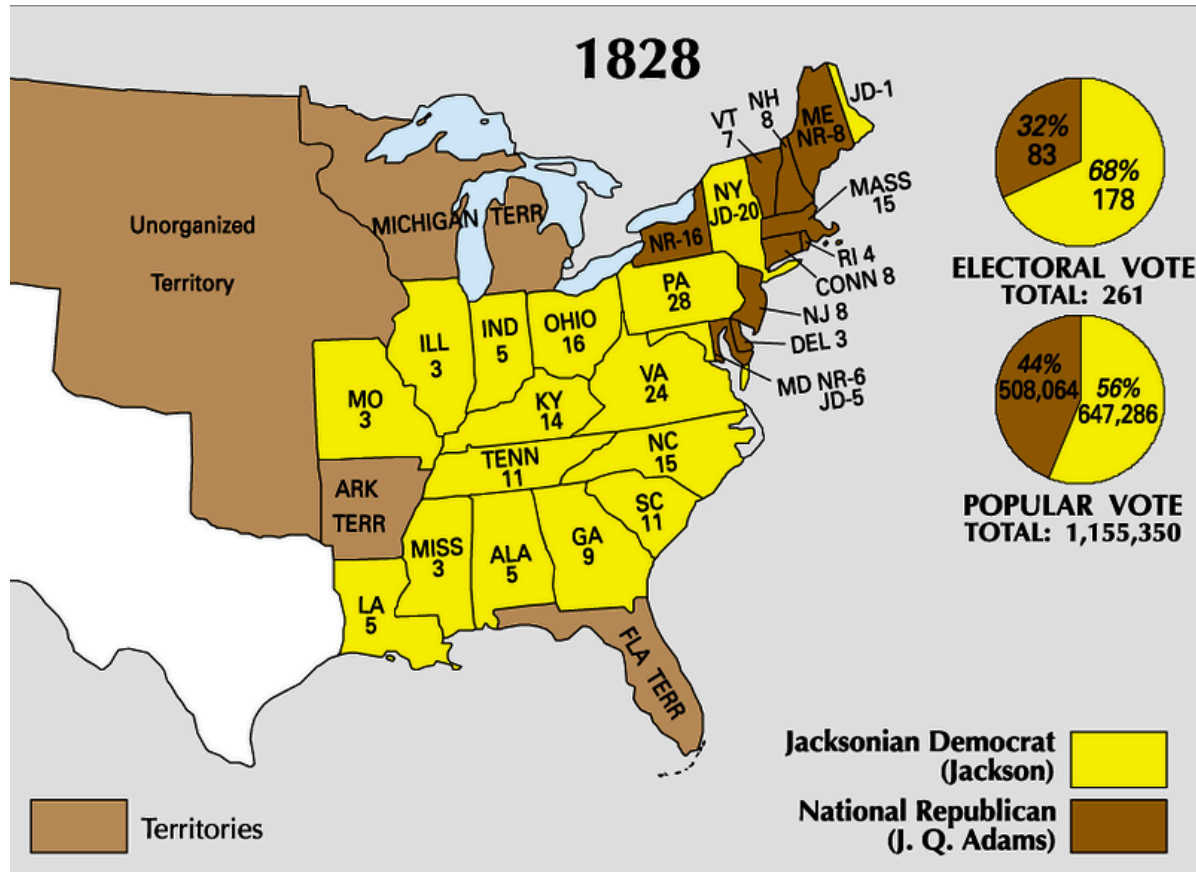 1828
JD-1
NH
8
VT
7
ME
NR-8
MASS
15
NY
JD-20
NR-16
RI 4
CONN 8
NJ 8
DEL 3
MD NR-6
JD-5
PA
28
Unorganized
Territory
MICHIGAN TERR
ILL
3
IND
5
OHIO
16
MO
3
KY
14
VA
24
TENN
11
NC
15
ARK
TERR
SC
11
MISS
3
ALA
5
GA
9
LA
5
FLA TERR
32%
83
68%
178
ELECTORAL VOTE
TOTAL: 261
44%
508,064
56%
647,286
POPULAR VOTE
TOTAL: 1,155,350
Jacksonian Democrat
(Jackson)
National Republican
(J. Q. Adams)
Territories